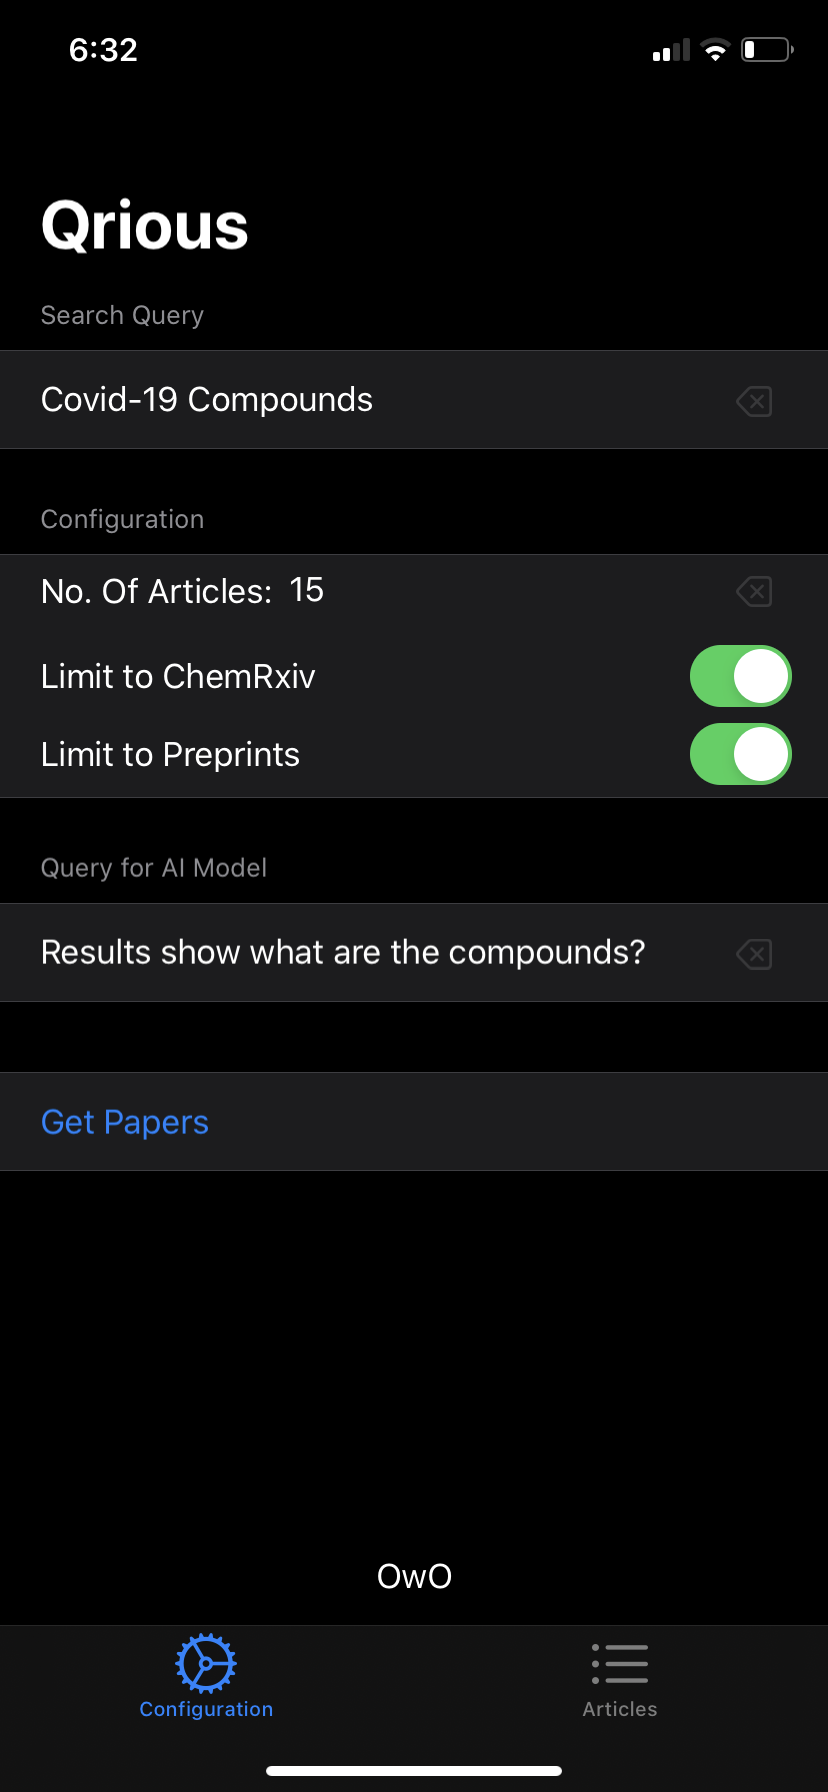 6:32
Qrious
Search Query
Covid-19 Compounds
Configuration
No. Of Articles: 15
Limit to ChemRxiv
Limit to Preprints
Query for AI Model
Results show what are the compounds?
Get Papers
OwO
Configuration
Articles